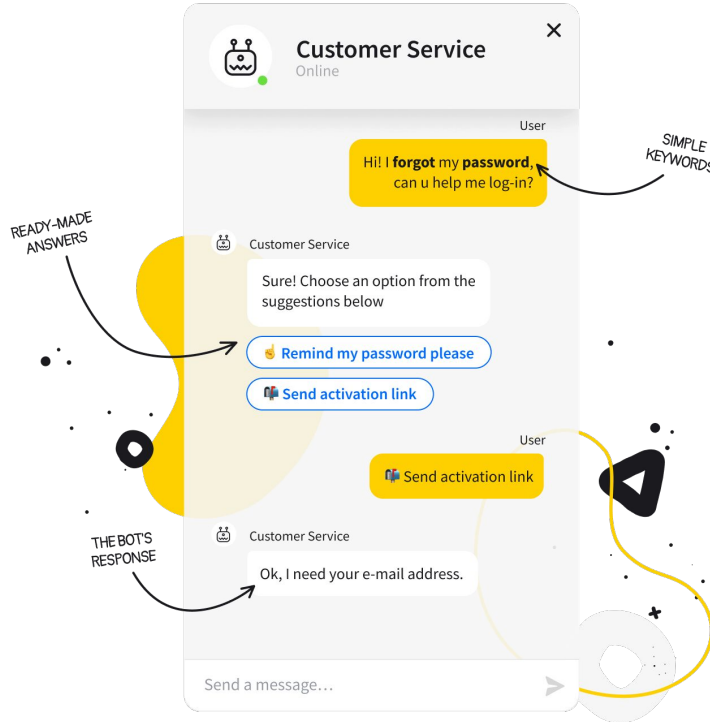 Customer Service
Online
User
SIMPLE
KEYWORDS
Hi! I forgot my password,
can u help me log-in?
READY-MADE
ANSWERS
Customer Service
Sure! Choose an option from the
suggestions below
☝️ Remind my password please
📬 Send activation link
User
📬 Send activation link
THE BOT'S
RESPONSE
Customer Service
Ok, I need your e-mail address.
Send a message...